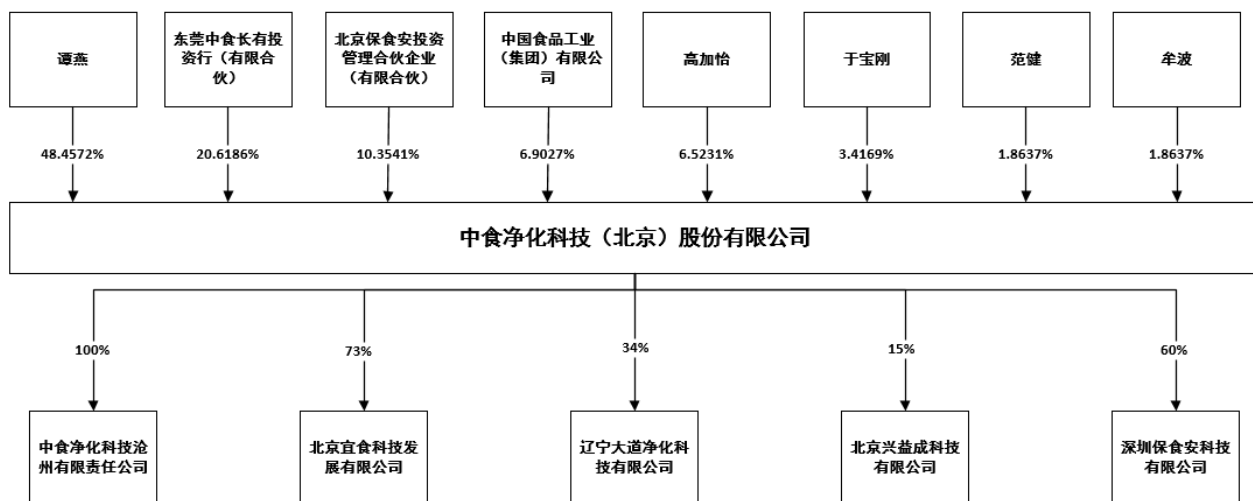 谭燕
东莞中食长有投
资行（有限合
伙）
北京保食安投资
管理合伙企业
（有限合伙）
中国食品工业
（集团）有限公
司
高加怡
于宝刚
范健
牟波
48.4572%
20.6186%
10.3541%
6.9027%
6.5231%
3.4169%
1.8637%
1.8637%
中食净化科技（北京）股份有限公司
100%
73%
34%
15%
60%
中食净化科技沧
州有限责任公司
北京宜食科技发
展有限公司
辽宁大道净化科
技有限公司
北京兴益成科技
有限公司
深圳保食安科技
有限公司